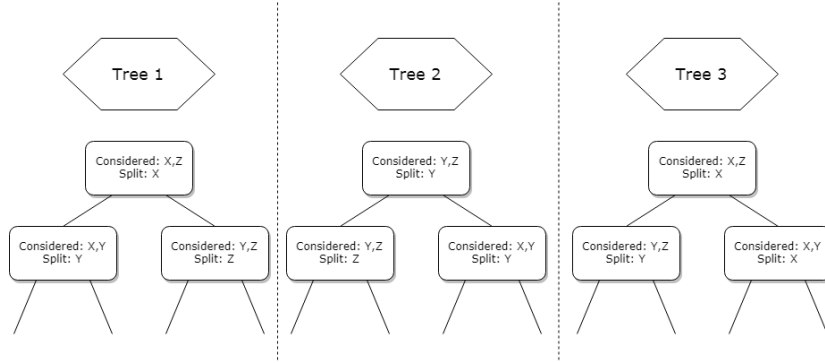 Tree 1
Tree 2
Tree 3
Considered: X,Z
Split: X
Considered: Y,Z
Split: Y
Considered: X,Z
Split: X
Considered: X,Y
Split: Y
Considered: Y,Z
Split: Z
Considered: Y,Z
Split: Z
Considered: X,Y
Split: Y
Considered: Y,Z
Split: Y
Considered: X,Y
Split: X